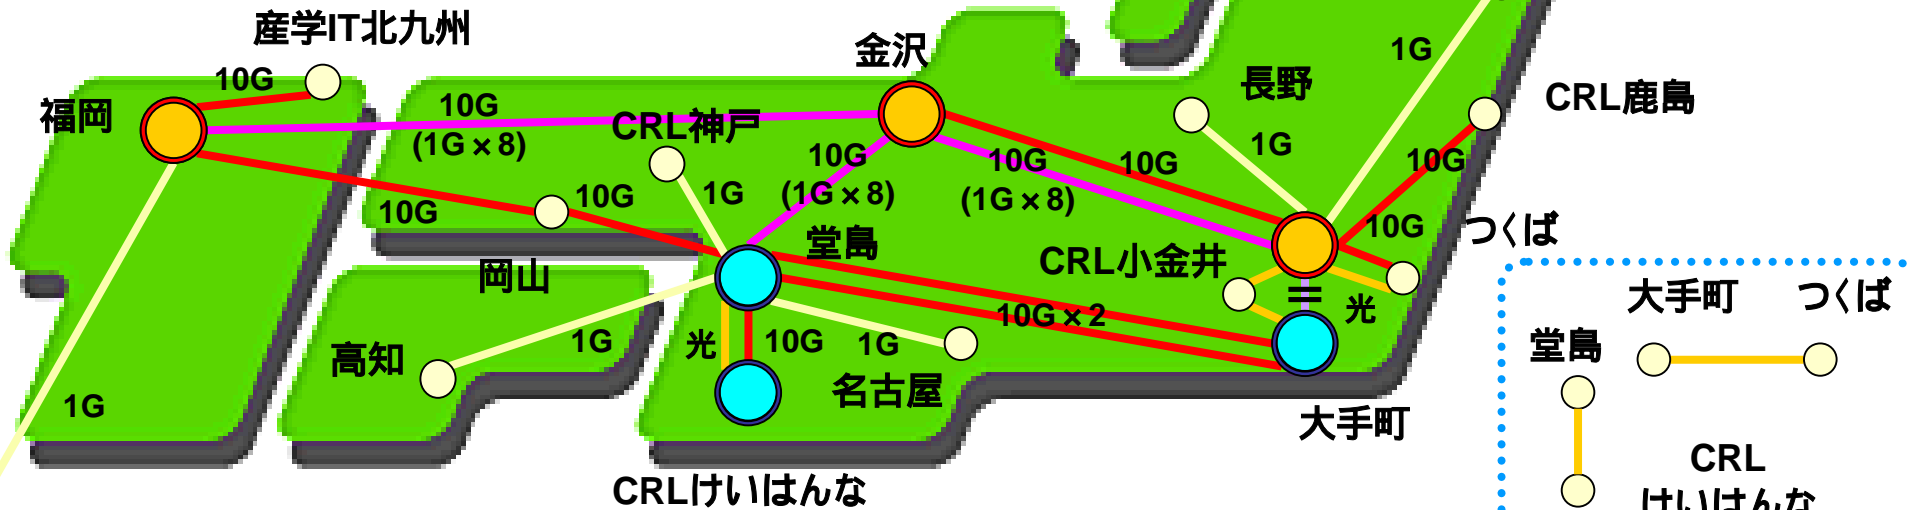 産学IT北九州
10G
福岡
10G
(1G×8)
CRL神戸
金沢
長野
1G
CRL鹿島
10G
(1G×8)
10G
(1G×8)
10G
1G
10G
10G
つくば
1G
10G
10G
岡山
堂島
CRL小金井
光
10G×2
高知
1G
光
10G
1G
名古屋
1G
大手町
CRLけいはんな
大手町
つくば
堂島
CRL
けいはんな